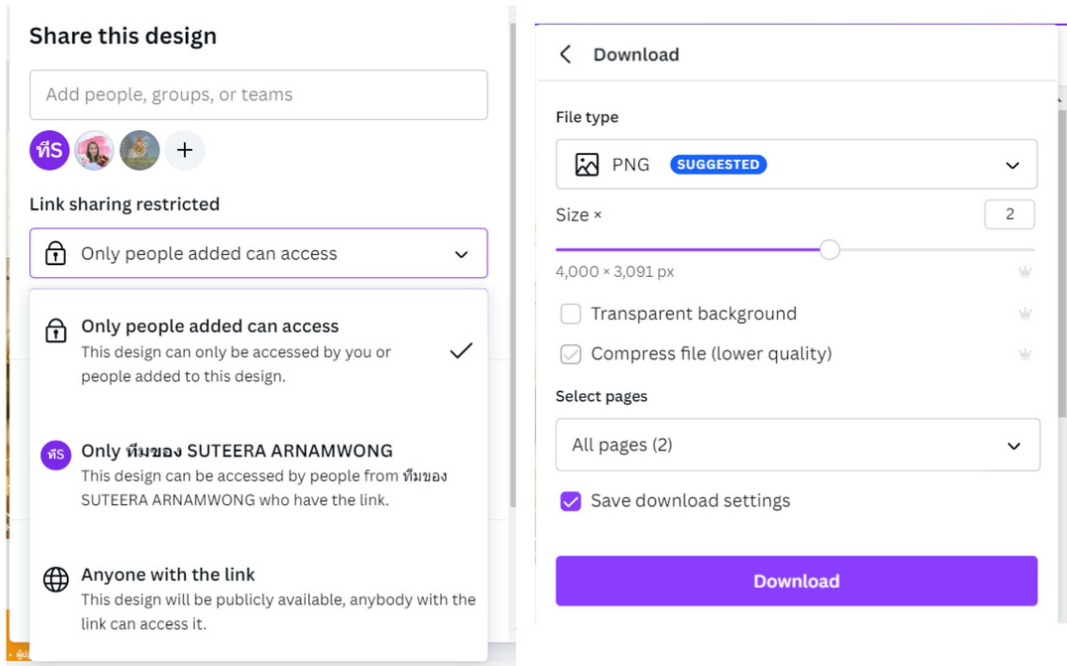 Share this design
Add people, groups, or teams
ทีS
Link sharing restricted
Only people added can access
Only people added can access
This design can only be accessed by you or
people added to this design.
ทีS
Only ทีมของ SUTEERA ARNAMWONG
This design can be accessed by people from ทีมของ
SUTEERA ARNAMWONG who have the link.
Anyone with the link
This design will be publicly available, anybody with the
link can access it.
Download
File type
PNG SUGGESTED
Size ×
2
4,000 × 3,091 px
Transparent background
Compress file (lower quality)
Select pages
All pages (2)
Save download settings
Download